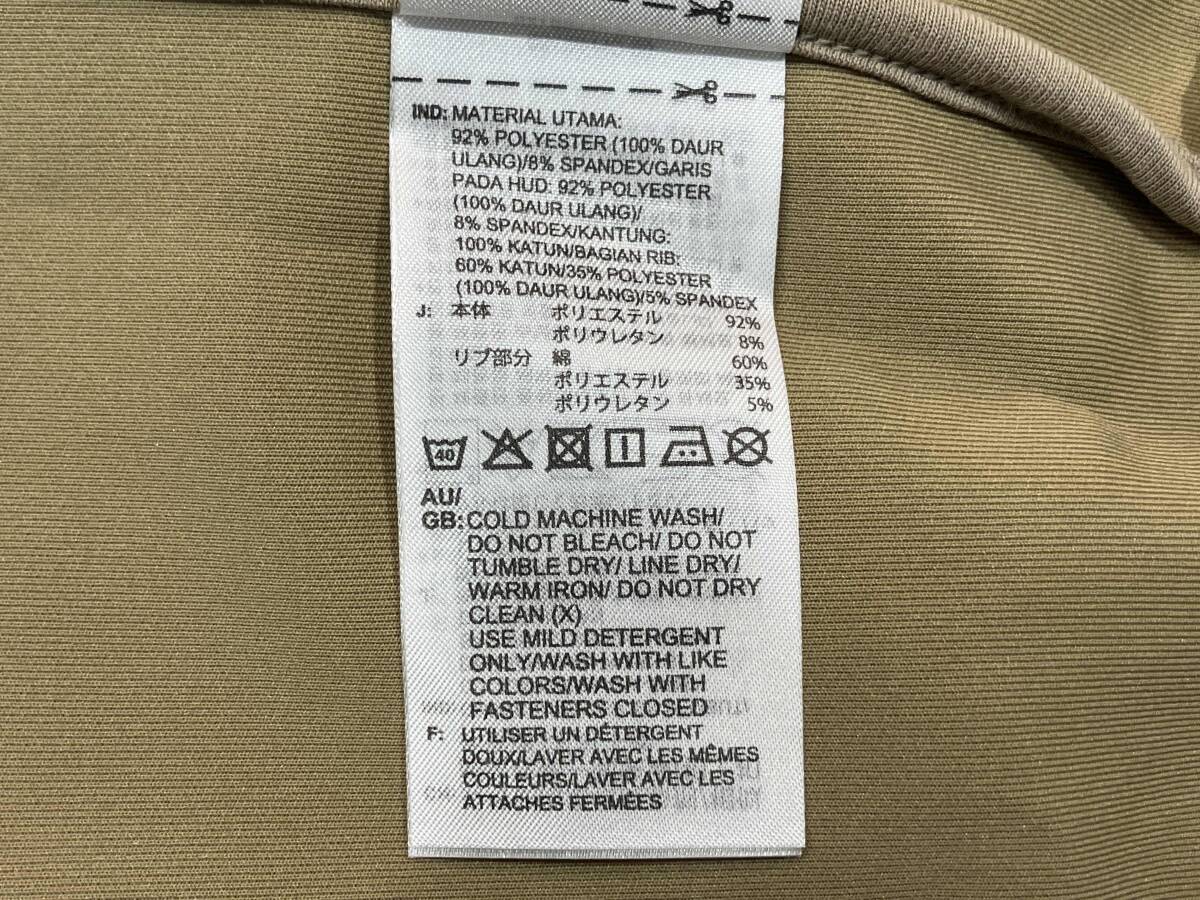 IND: MATERIAL UTAMA:
92% POLYESTER (100% DAUR
ULANG)/8% SPANDEX/GARIS
PADA HUD: 92% POLYESTER
(100% DAUR ULANG)/
8% SPANDEX/KANTUNG:
100% KATUN/BAGIAN RIB:
60% KATUN/35% POLYESTER
(100% DAUR ULANG)/5% SPANDEX
J: 本体 ポリエステル 92%
ポリウレタン 8%
リブ部分 綿 60%
ポリエステル 35%
ポリウレタン 5%
40
AU/
GB: COLD MACHINE WASH/
DO NOT BLEACH/ DO NOT
TUMBLE DRY/ LINE DRY/
WARM IRON/ DO NOT DRY
CLEAN (X)
USE MILD DETERGENT
ONLY/WASH WITH LIKE
COLORS/WASH WITH
FASTENERS CLOSED
F: UTILISER UN DÉTERGENT
DOUX/LAVER AVEC LES MÊMES
COULEURS/LAVER AVEC LES
ATTACHES FERMÉES